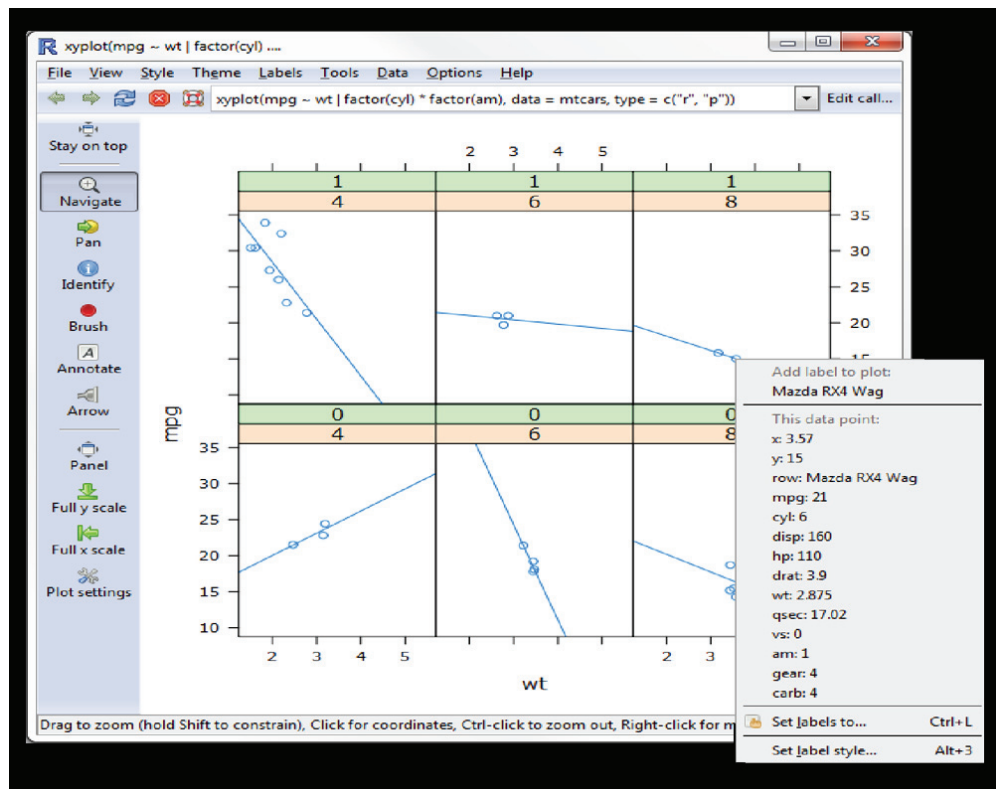 xyplot(mpg ~ wt | factor(cyl) ....
File View Style Theme Labels Tools Data Options Help
xyplot(mpg ~ wt | factor(cyl) * factor(am), data = mtcars, type = c("r", "p"))
Edit call...
Stay on top
Navigate
Pan
Identify
Brush
A
Annotate
Arrow
Panel
Full y scale
Full x scale
Plot settings
2 3 4 5
1 1 1
4 6 8
35
30
25
20
15
mpg
0 0 0
4 6 8
35
30
25
20
15
10
2 3 4 5
2 3
wt
Add label to plot:
Mazda RX4 Wag
This data point:
x: 3.57
y: 15
row: Mazda RX4 Wag
mpg: 21
cyl: 6
disp: 160
hp: 110
drat: 3.9
wt: 2.875
qsec: 17.02
vs: 0
am: 1
gear: 4
carb: 4
Set labels to... Ctrl+L
Set label style... Alt+3
Drag to zoom (hold Shift to constrain), Click for coordinates, Ctrl-click to zoom out, Right-click for m